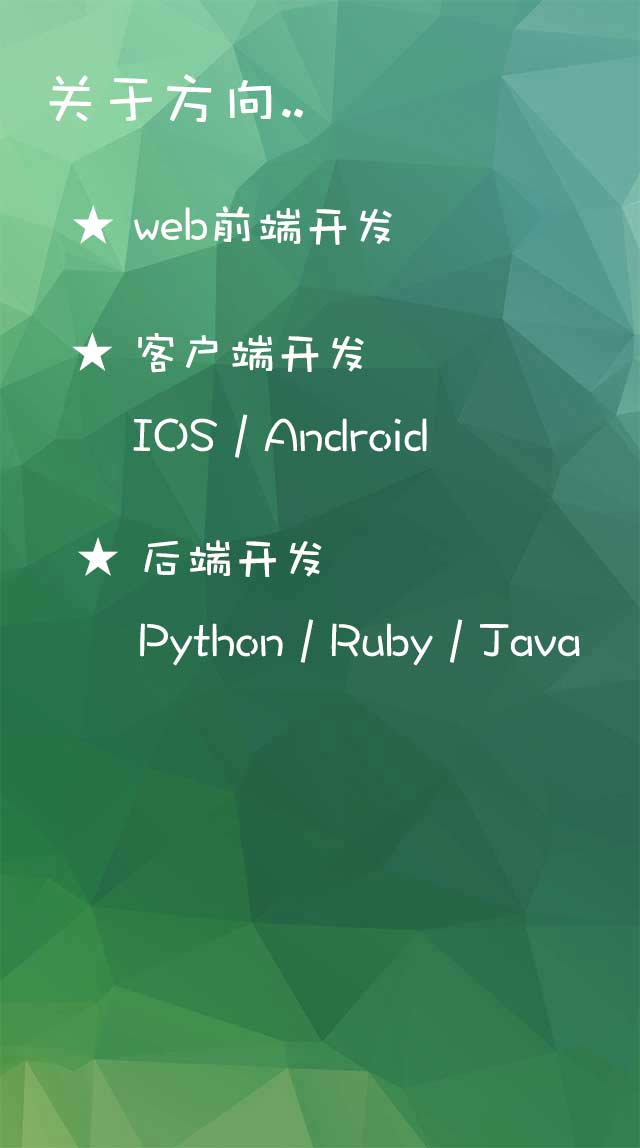 关于方向..
★ web前端开发
★ 客户端开发
IOS / Android
★ 后端开发
Python / Ruby / Java